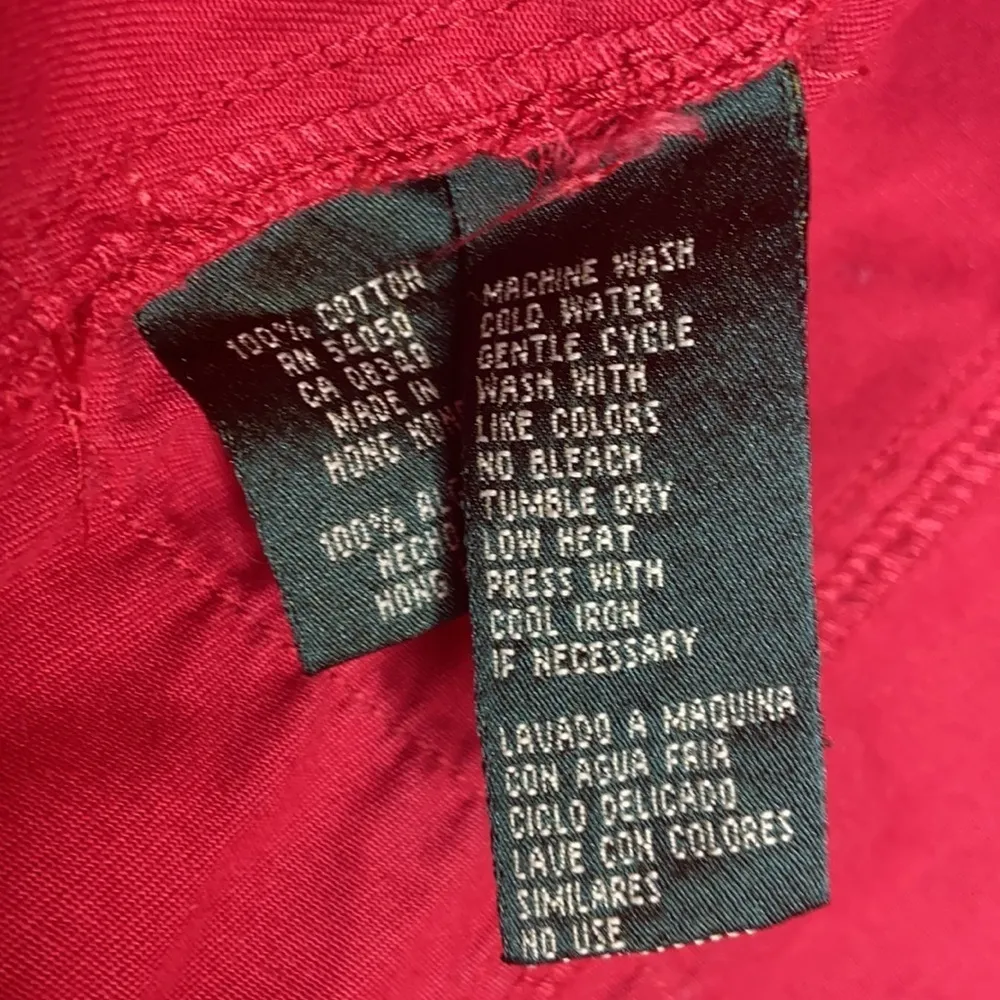 100% COTTON
RN 54050
CA 08340
MADE IN
HONG KONG
100%
HECHO
HONG
MACHINE WASH
COLD WATER
GENTLE CYCLE
WASH WITH
LIKE COLORS
NO BLEACH
TUMBLE DRY
LOW HEAT
PRESS WITH
COOL IRON
IF NECESSARY
LAVADO A MAQUINA
CON AGUA FRIA
CICLO DELICADO
LAVE CON COLORES
SIMILARES
NO USE